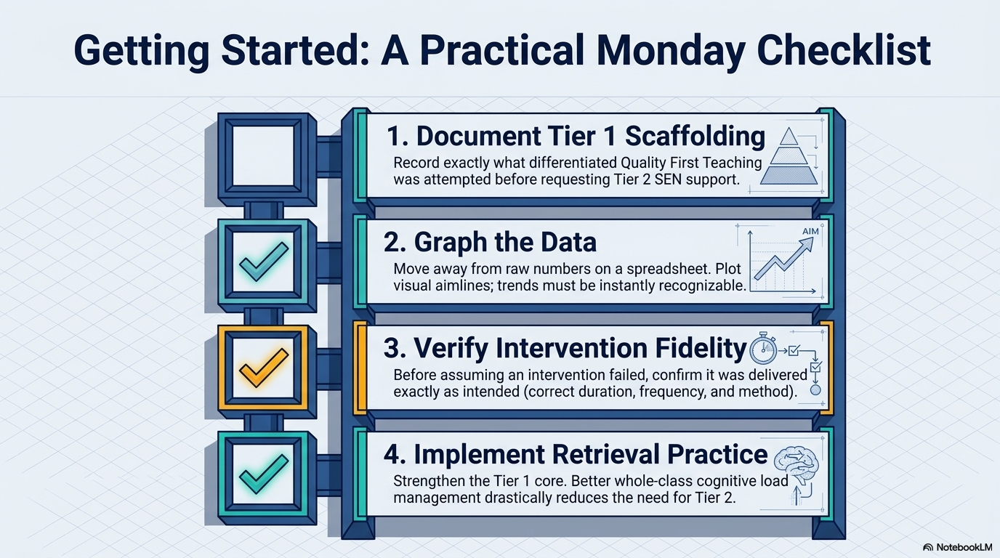 Getting Started: A Practical Monday Checklist
1. Document Tier 1 Scaffolding
Record exactly what differentiated Quality First Teaching
was attempted before requesting Tier 2 SEN support.
2. Graph the Data
AIM
Move away from raw numbers on a spreadsheet. Plot
visual aimlines; trends must be instantly recognizable.
3. Verify Intervention Fidelity
Before assuming an intervention failed, confirm it was delivered
exactly as intended (correct duration, frequency, and method).
4. Implement Retrieval Practice
Strengthen the Tier 1 core. Better whole-class cognitive load
management drastically reduces the need for Tier 2.
NotebookLM